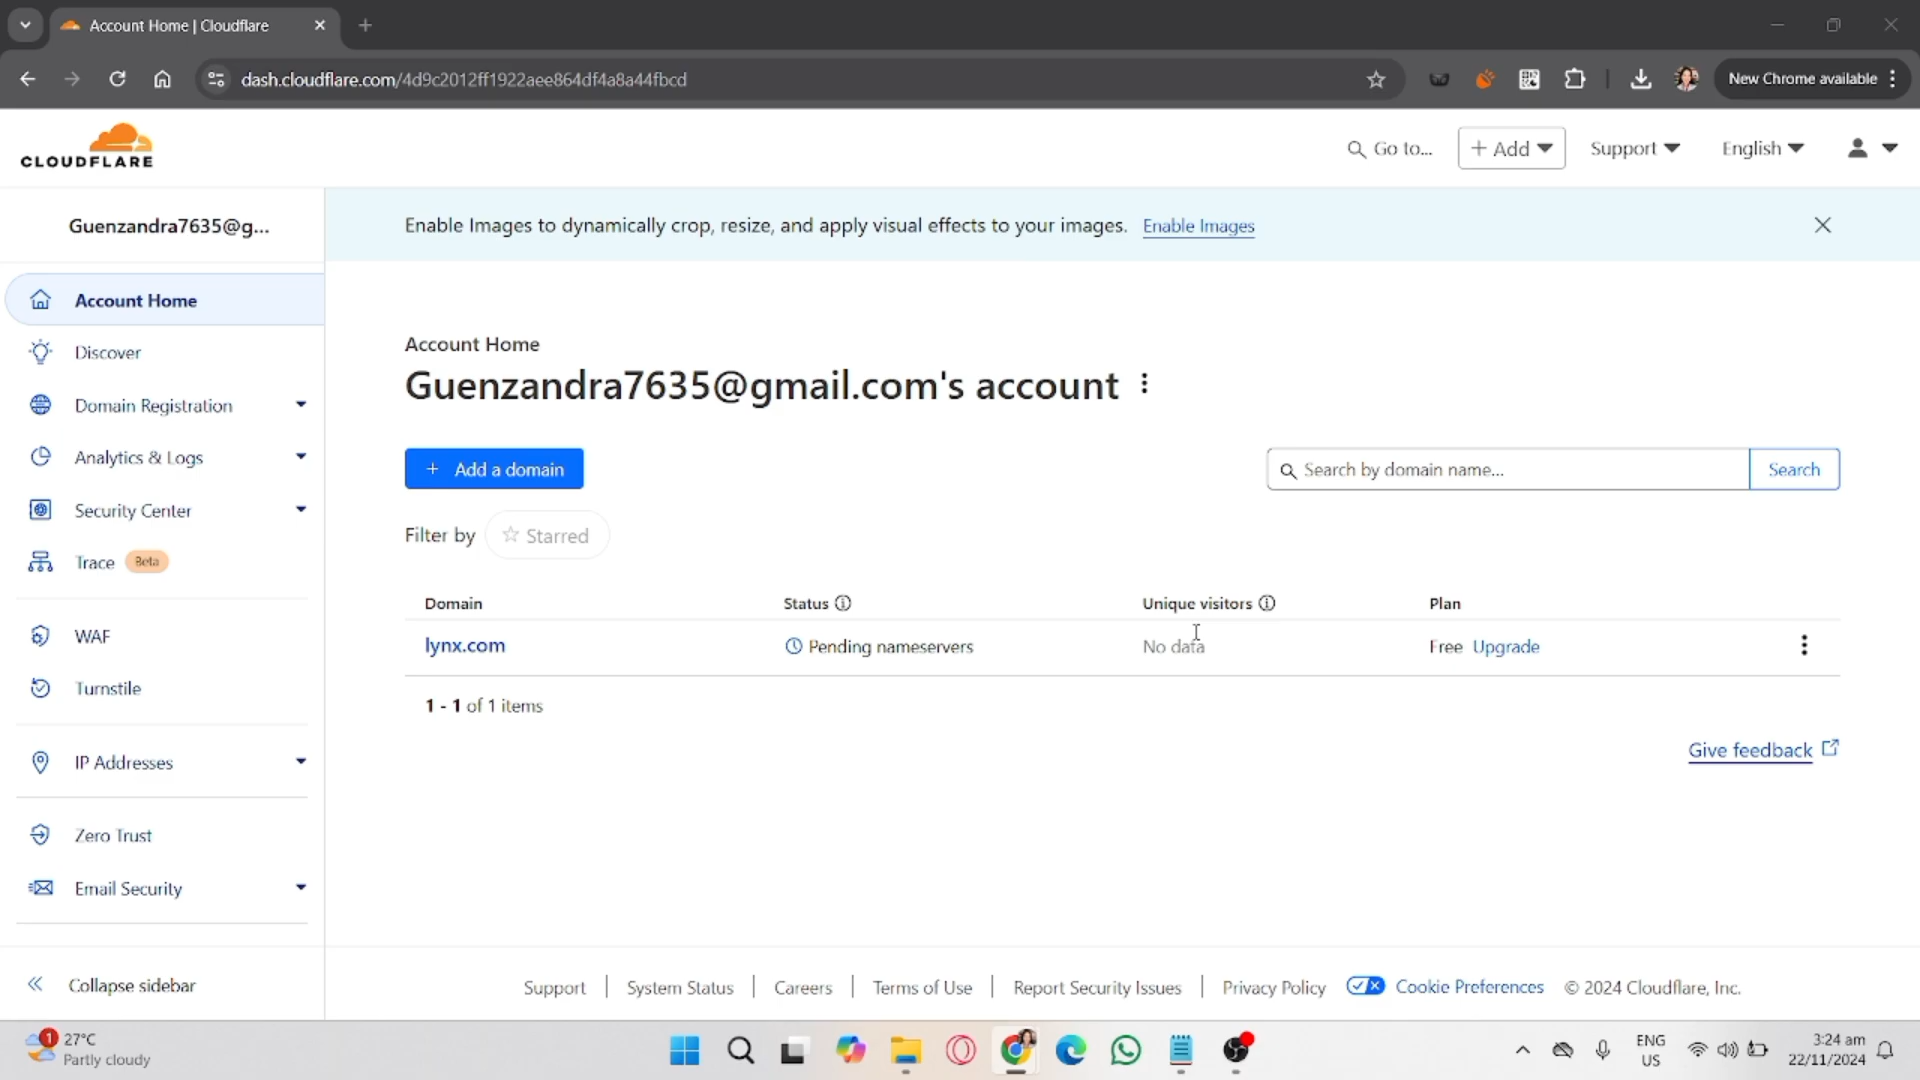 Account Home | Cloudflare
dash.cloudflare.com/4d9c2012ff1922aee864df4a8a44fbcd
New Chrome available
CLOUDFLARE
Go to...
+ Add
Support
English
Guenzandra7635@g...
Enable Images to dynamically crop, resize, and apply visual effects to your images. Enable Images
Account Home
Discover
Domain Registration
Analytics & Logs
Security Center
Trace Beta
WAF
Turnstile
IP Addresses
Zero Trust
Email Security
Collapse sidebar
Account Home
Guenzandra7635@gmail.com's account
+ Add a domain
Search by domain name...
Search
Filter by
Starred
Domain Status Unique visitors Plan
lynx.com Pending nameservers No data Free Upgrade
1 - 1 of 1 items
Give feedback
Support System Status Careers Terms of Use Report Security Issues Privacy Policy Cookie Preferences © 2024 Cloudflare, Inc.
1
27°C
Partly cloudy
ENG
US
3:24 am
22/11/2024